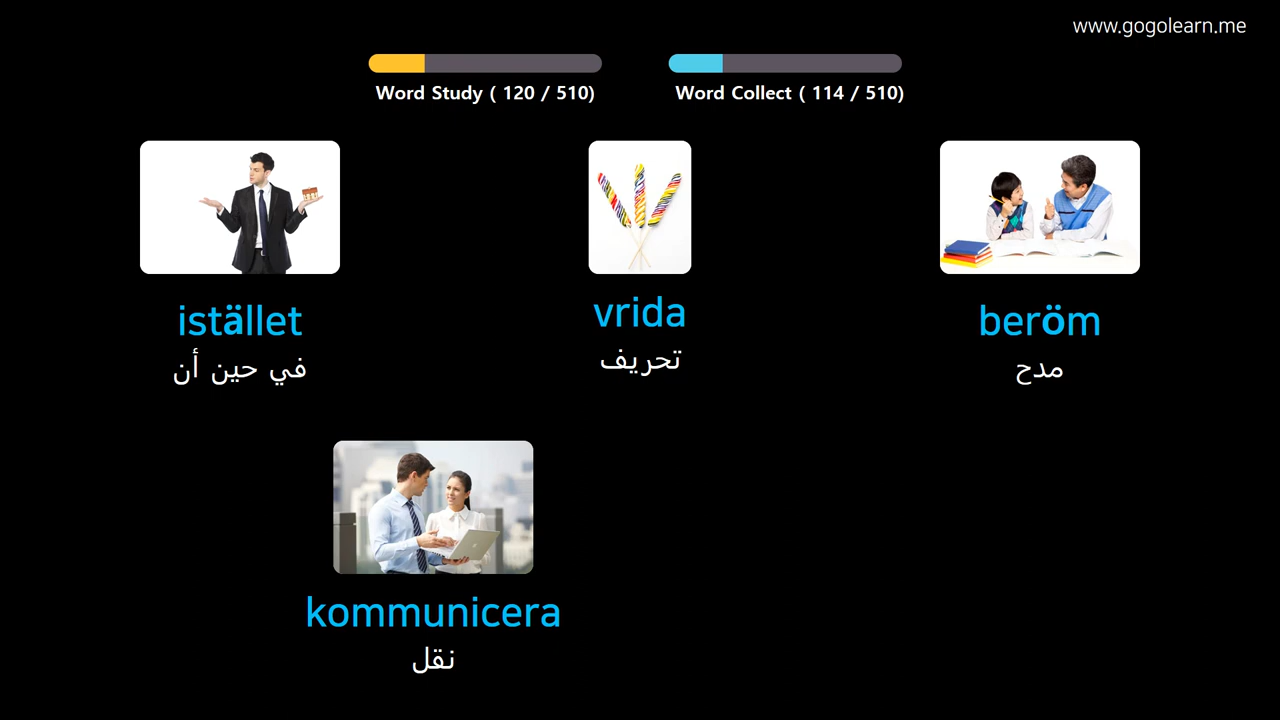 www.gogolearn.me
Word Study ( 120 / 510)
Word Collect ( 114 / 510)
istället
في حين أن
vrida
تحريف
beröm
مدح
kommunicera
نقل